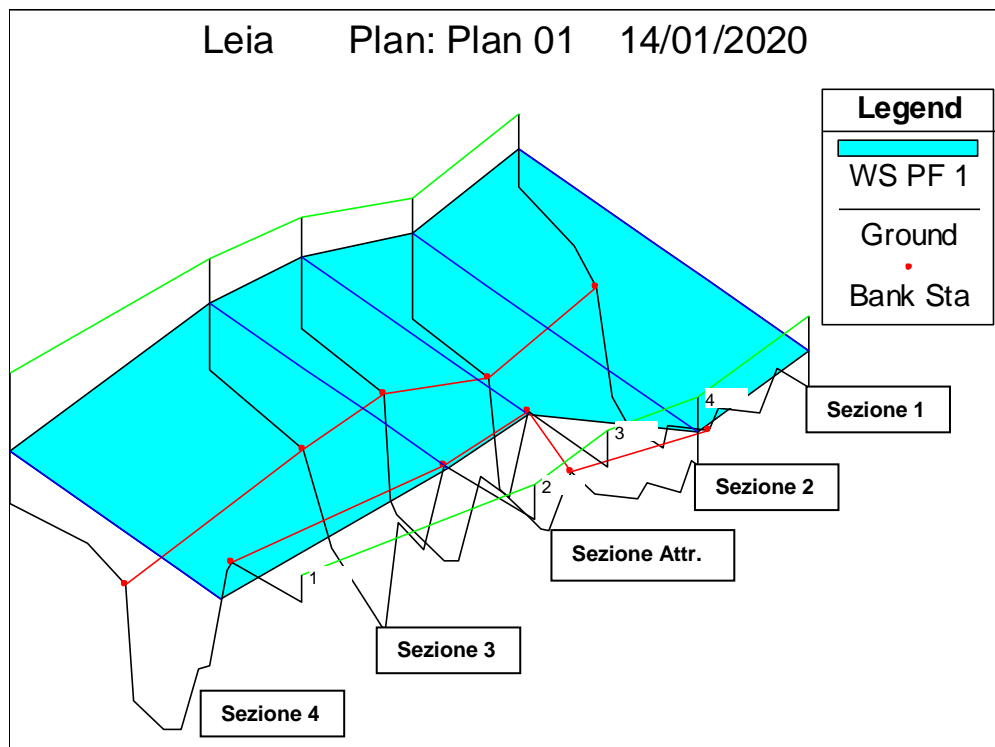 Leia Plan: Plan 01 14/01/2020
Legend
WS PF 1
Ground
Bank Sta
4
Sezione 1
3
Sezione 2
2
Sezione Attr.
1
Sezione 3
Sezione 4